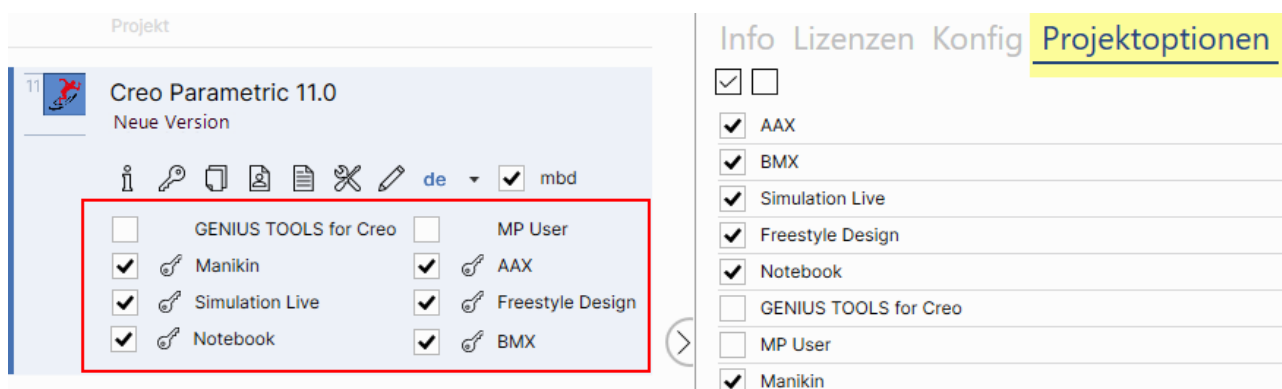 Projekt
11
Creo Parametric 11.0
Neue Version
de
mbd
GENIUS TOOLS for Creo MP User
Manikin AAX
Simulation Live Freestyle Design
Notebook BMX
Info Lizenzen Konfig Projektoptionen
AAX
BMX
Simulation Live
Freestyle Design
Notebook
GENIUS TOOLS for Creo
MP User
Manikin